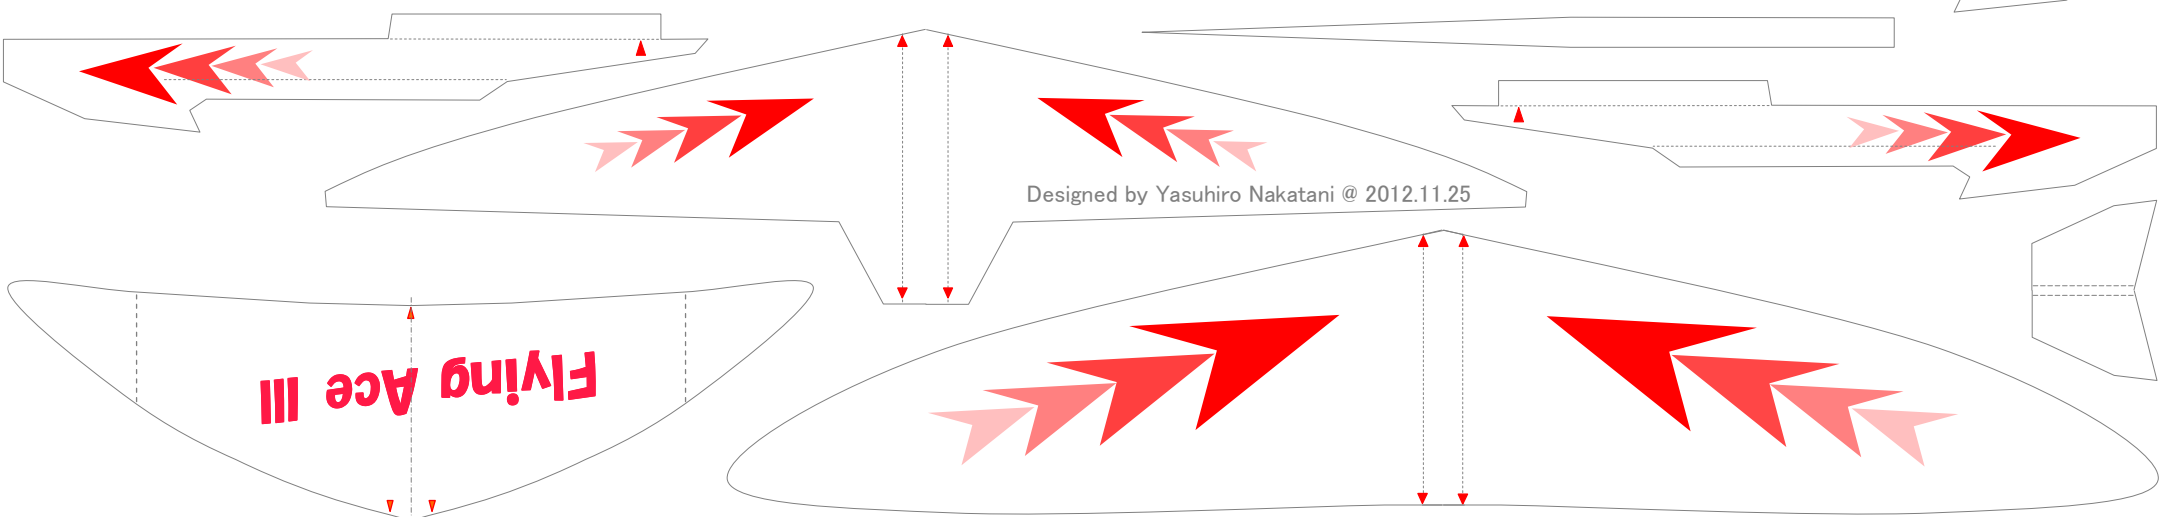 Designed by Yasuhiro Nakatani @ 2012.11.25
Flying Ace III